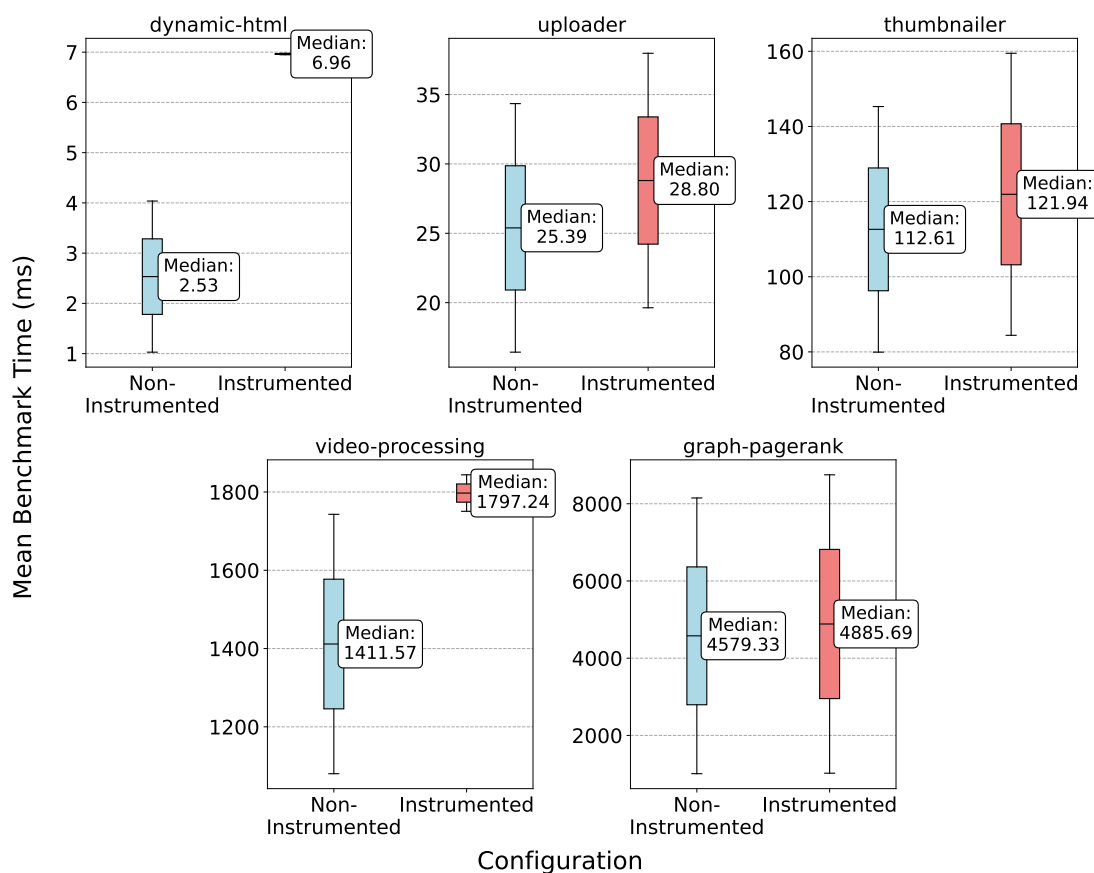 dynamic-html
uploader
thumbnailer
Mean Benchmark Time (ms)
7
6
5
4
3
2
1
Median:
2.53
Median:
6.96
Non-
Instrumented
Instrumented
35
30
25
20
Median:
25.39
Median:
28.80
Non-
Instrumented
Instrumented
160
140
120
100
80
Median:
112.61
Median:
121.94
Non-
Instrumented
Instrumented
video-processing
graph-pagerank
1800
1600
1400
1200
Median:
1411.57
Median:
1797.24
Non-
Instrumented
Instrumented
8000
6000
4000
2000
Median:
4579.33
Median:
4885.69
Non-
Instrumented
Instrumented
Configuration